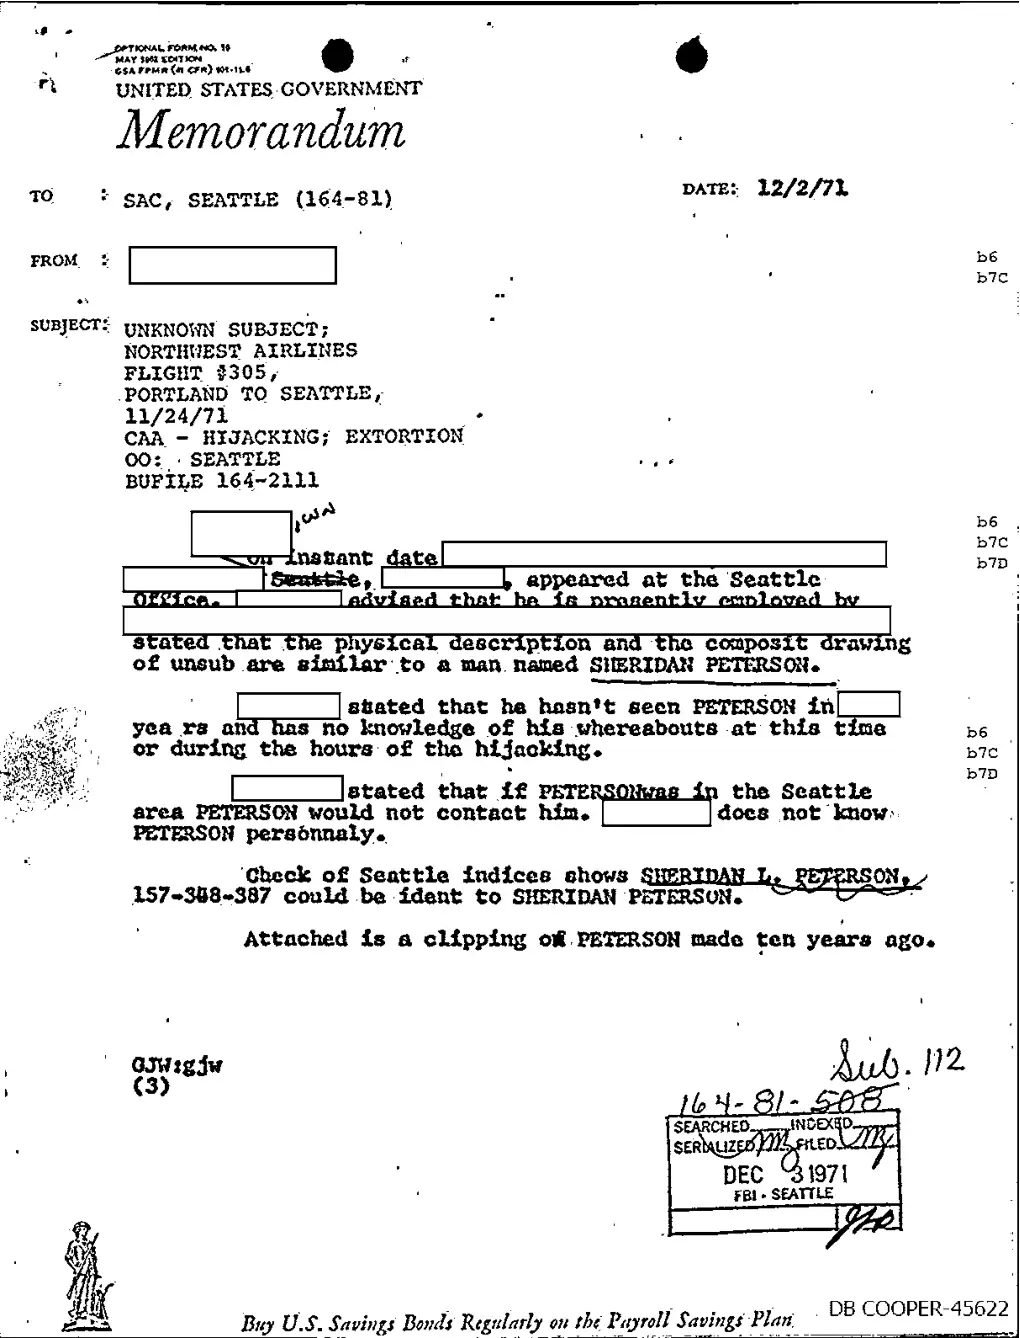 OPTIONAL FORM NO. 10
MAY 1962 EDITION
GSA FPMR (41 CFR) 101-11.6
UNITED STATES GOVERNMENT
Memorandum
TO : SAC, SEATTLE (164-81)
DATE: 12/2/71
FROM :
b6
b7C
SUBJECT: UNKNOWN SUBJECT;
NORTHWEST AIRLINES
FLIGHT #305,
PORTLAND TO SEATTLE,
11/24/71
CAA - HIJACKING; EXTORTION
OO: SEATTLE
BUFILE 164-2111
b6
b7C
b7D
On instant date
Seattle, , appeared at the Seattle
Office. advised that he is presently employed by
stated that the physical description and the composit drawing
of unsub are similar to a man named SHERIDAN PETERSON.
stated that he hasn't seen PETERSON in
yea rs and has no knowledge of his whereabouts at this time
or during the hours of the hijacking.
b6
b7C
b7D
stated that if PETERSONwas in the Seattle
area PETERSON would not contact him. does not know
PETERSON personnaly.
Check of Seattle indices shows SHERIDAN L. PETERSON,
157-348-387 could be ident to SHERIDAN PETERSON.
Attached is a clipping of PETERSON made ten years ago.
GJW:gjw
(3)
Sub. 112
164-81-508
SEARCHED INDEXED
SERIALIZED FILED
DEC 3 1971
FBI - SEATTLE
Buy U.S. Savings Bonds Regularly on the Payroll Savings Plan
DB COOPER-45622